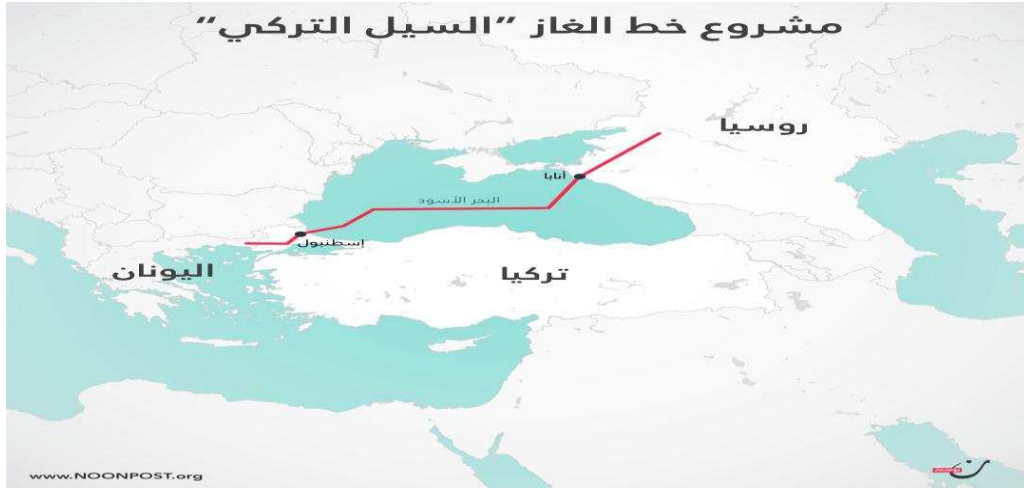 مشروع خط الغاز “السيل التركي”
روسيا
أنابا
البحر الأسود
إسطنبول
اليونان
تركيا
www.NOONPOST.org